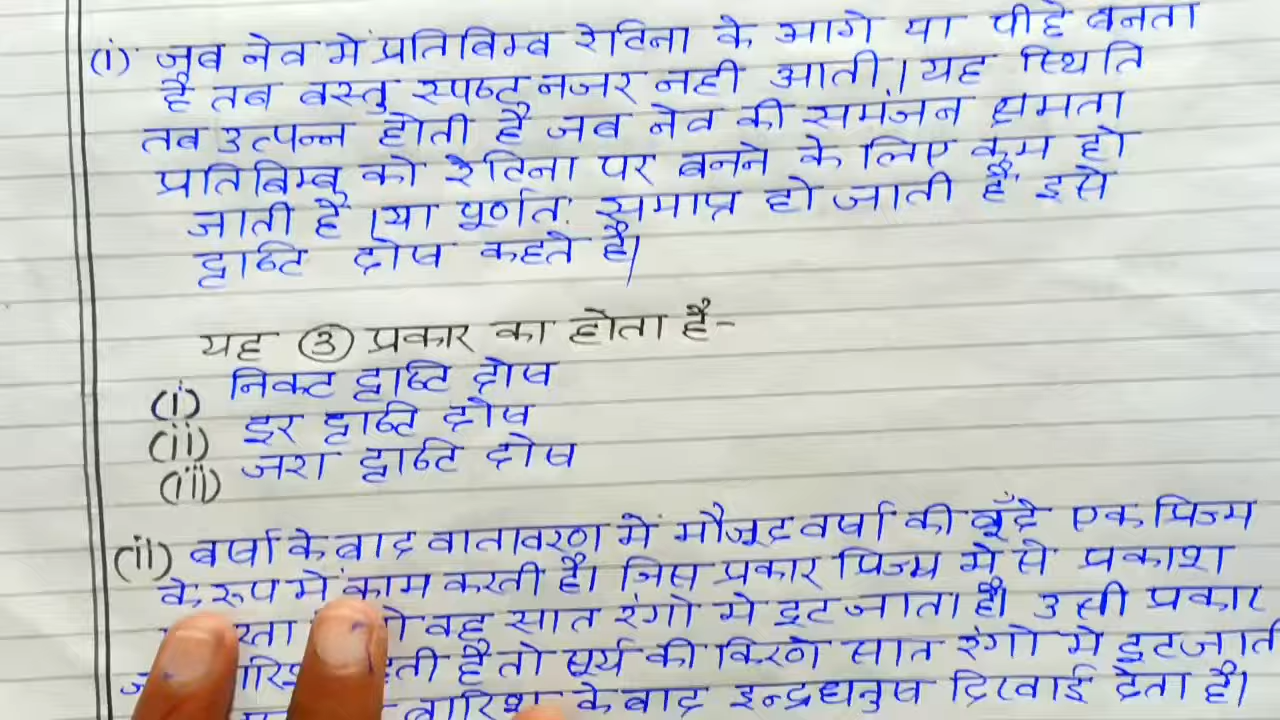 (i) जब नेत्र में प्रतिबिम्ब रेटिना के आगे या पीछे बनता
है तब वस्तु स्पष्ट नजर नही आती। यह स्थिति
तब उत्पन्न होती है जब नेत्र की समंजन क्षमता
प्रतिबिम्ब को रेटिना पर बनने के लिए कम हो
जाती है। या पूर्णतः समाप्त हो जाती हैं, इसे
दृष्टि दोष कहते है।
यह ③ प्रकार का होता है-
(i) निकट दृष्टि दोष
(ii) दूर दृष्टि दोष
(iii) जरा दृष्टि दोष
(ii) वर्षा के बाद वातावरण में मौजूद वर्षा की बूँदे एक प्रिज्म
के रूप में काम करती है। जिस प्रकार प्रिज्म मे से प्रकाश
वह सात रंगो मे टूट जाता है। उसी प्रकार
है तो सूर्य की किरणे सात रंगो मे टूट जाती
बारिश के बाद इन्द्रधनुष दिखाई देता है।